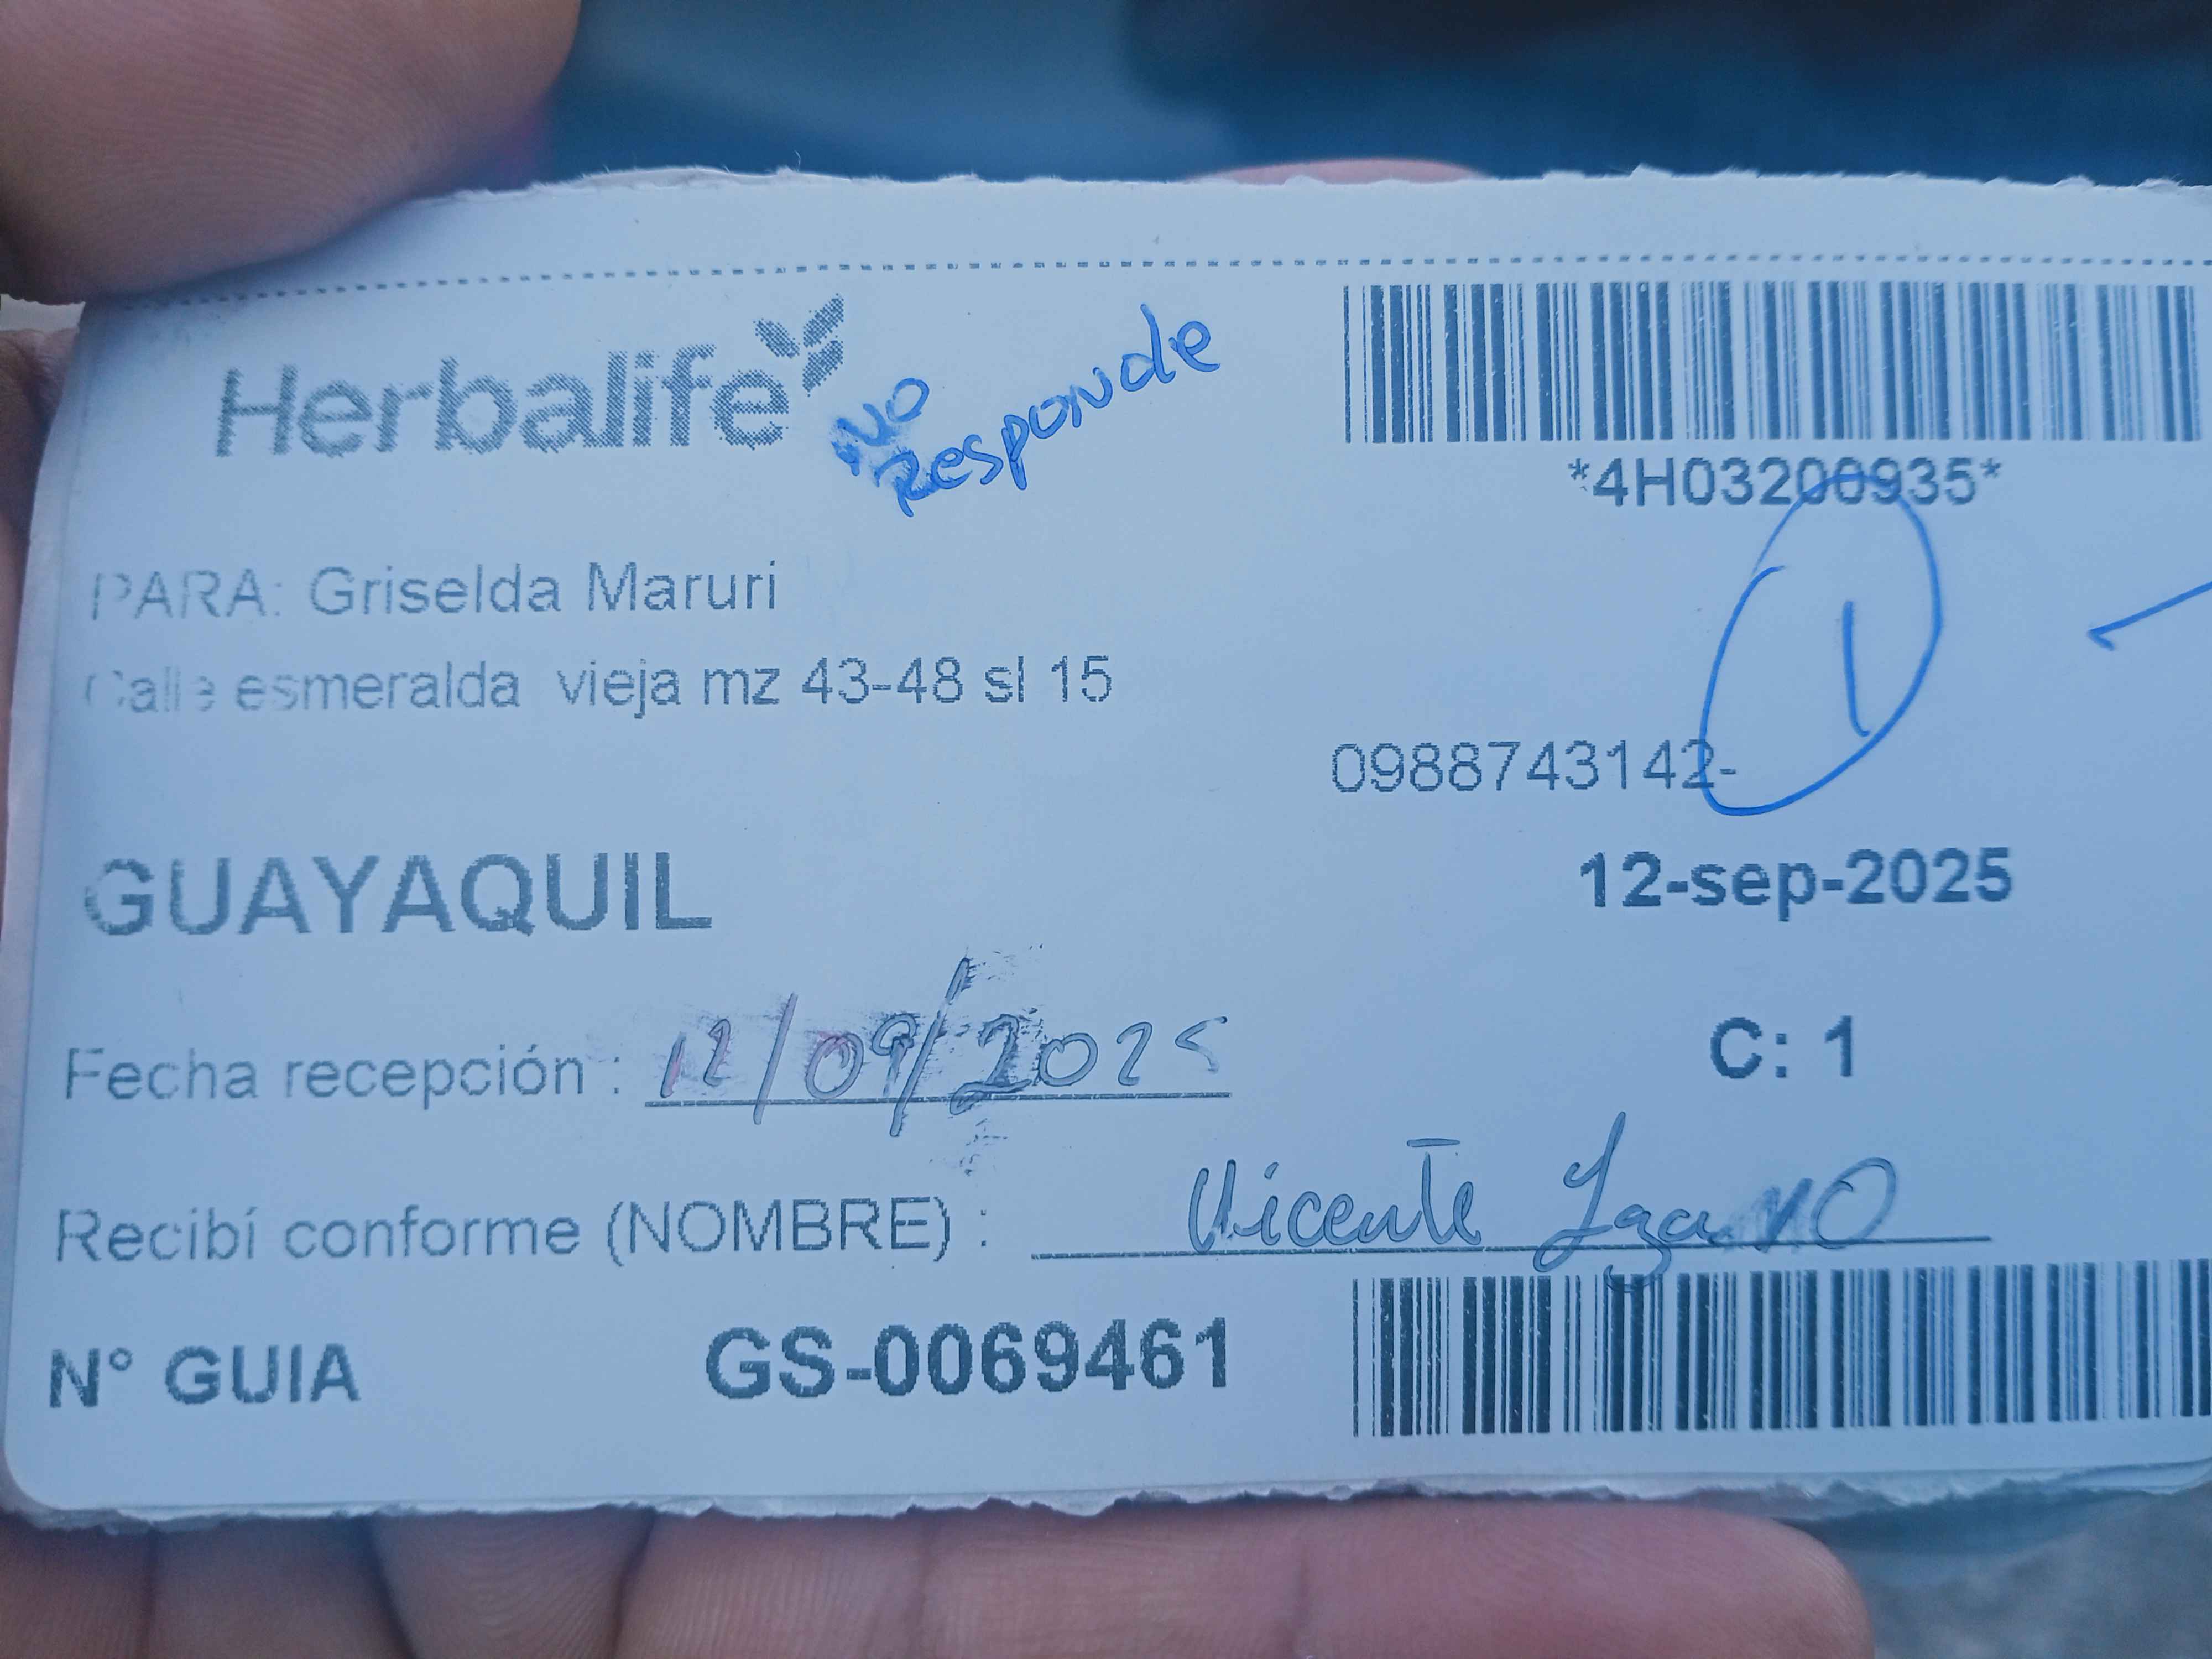 Herbalife
NO
Responde
*4H03200935*
PARA: Griselda Maruri
Calle esmeralda vieja mz 43-48 sl 15
1
0988743142-
GUAYAQUIL
12-sep-2025
Fecha recepción : 12/09/2025
C: 1
Recibí conforme (NOMBRE) : Vicente
N° GUIA GS-0069461